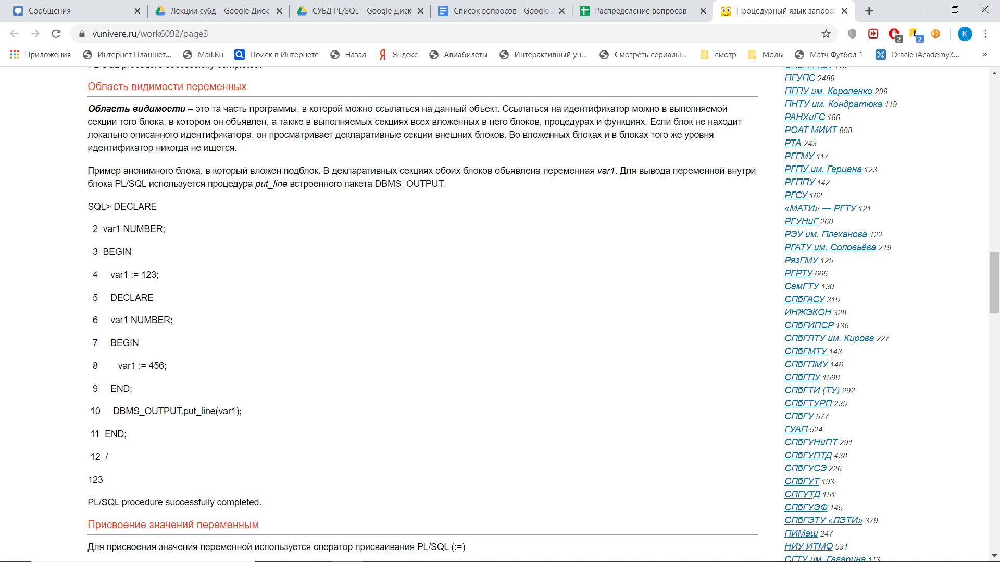 Сообщения
Лекции субд – Google Диск
СУБД PL/SQL – Google Диск
Список вопросов - Google
Распределение вопросов -
Процедурный язык запрос
vunivere.ru/work6092/page3
2
2
K
Приложения
Интернет Планшет...
Mail.Ru
Поиск в Интернете
Назад
Яндекс
Авиабилеты
Интерактивный уч...
Смотреть сериалы...
смотр
Моды
Матч Футбол 1
Oracle iAcademy3...
»
PL/SQL procedure successfully completed.
Область видимости переменных
Область видимости – это та часть программы, в которой можно ссылаться на данный объект. Ссылаться на идентификатор можно в выполняемой
секции того блока, в котором он объявлен, а также в выполняемых секциях всех вложенных в него блоков, процедурах и функциях. Если блок не находит
локально описанного идентификатора, он просматривает декларативные секции внешних блоков. Во вложенных блоках и в блоках того же уровня
идентификатор никогда не ищется.
Пример анонимного блока, в который вложен подблок. В декларативных секциях обоих блоков объявлена переменная var1. Для вывода переменной внутри
блока PL/SQL используется процедура put_line встроенного пакета DBMS_OUTPUT.
SQL> DECLARE
2 var1 NUMBER;
3 BEGIN
4 var1 := 123;
5 DECLARE
6 var1 NUMBER;
7 BEGIN
8 var1 := 456;
9 END;
10 DBMS_OUTPUT.put_line(var1);
11 END;
12 /
123
PL/SQL procedure successfully completed.
Присвоение значений переменным
Для присвоения значения переменной используется оператор присваивания PL/SQL (:=)
ПГУПС 2489
ПГПУ им. Короленко 296
ПНТУ им. Кондратюка 119
РАНХиГС 186
РОАТ МИИТ 608
РТА 243
РГГМУ 117
РГПУ им. Герцена 123
РГППУ 142
РГСУ 162
«МАТИ» — РГТУ 121
РГУНиГ 260
РЭУ им. Плеханова 122
РГАТУ им. Соловьёва 219
РязГМУ 125
РГРТУ 666
СамГТУ 130
СПбГАСУ 315
ИНЖЭКОН 328
СПбГИПСР 136
СПбГЛТУ им. Кирова 227
СПбГМТУ 143
СПбГПМУ 146
СПбГПУ 1598
СПбГТИ (ТУ) 292
СПбГТУРП 235
СПбГУ 577
ГУАП 524
СПбГУНиПТ 291
СПбГУПТД 438
СПбГУСЭ 226
СПбГУТ 193
СПГУТД 151
СПбГУЭФ 145
СПбГЭТУ «ЛЭТИ» 379
ПИМаш 247
НИУ ИТМО 531
СГТУ им. Гагарина 113